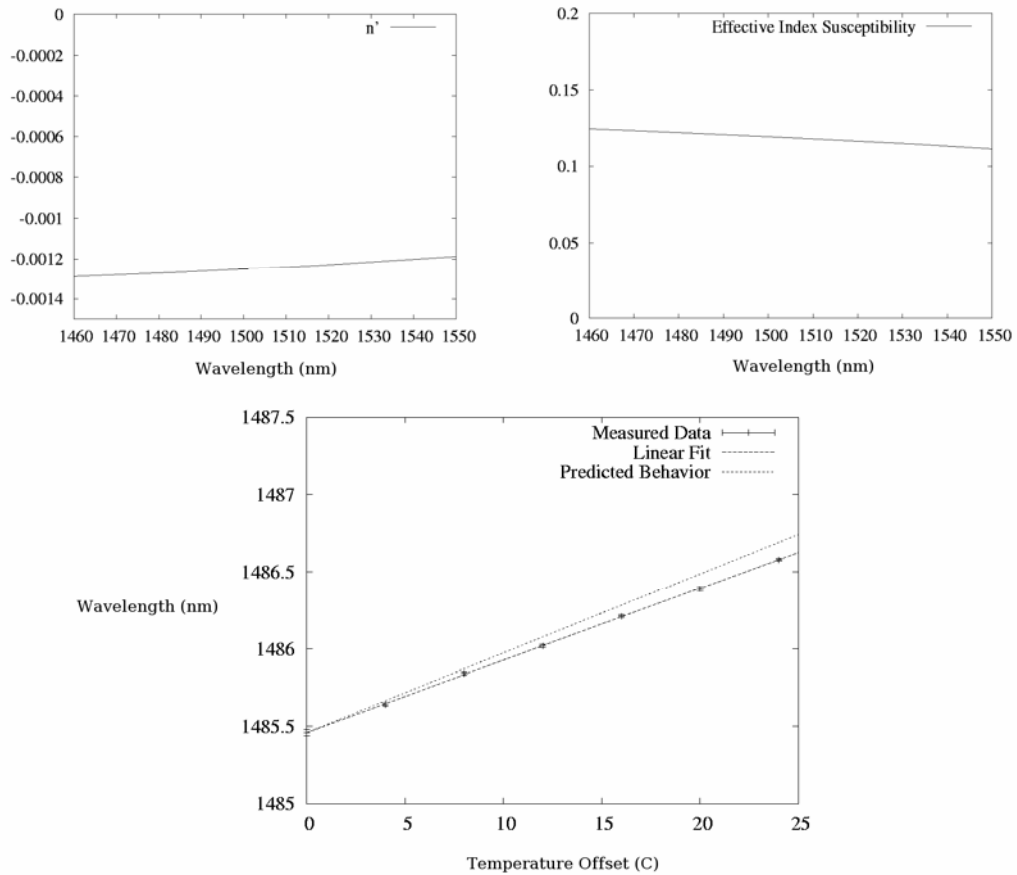 0
-0.0002
-0.0004
-0.0006
-0.0008
-0.001
-0.0012
-0.0014
n'
1460 1470 1480 1490 1500 1510 1520 1530 1540 1550
Wavelength (nm)
0.2
0.15
0.1
0.05
0
Effective Index Susceptibility
1460 1470 1480 1490 1500 1510 1520 1530 1540 1550
Wavelength (nm)
1487.5
1487
1486.5
1486
1485.5
1485
Measured Data
Linear Fit
Predicted Behavior
Wavelength (nm)
0 5 10 15 20 25
Temperature Offset (C)